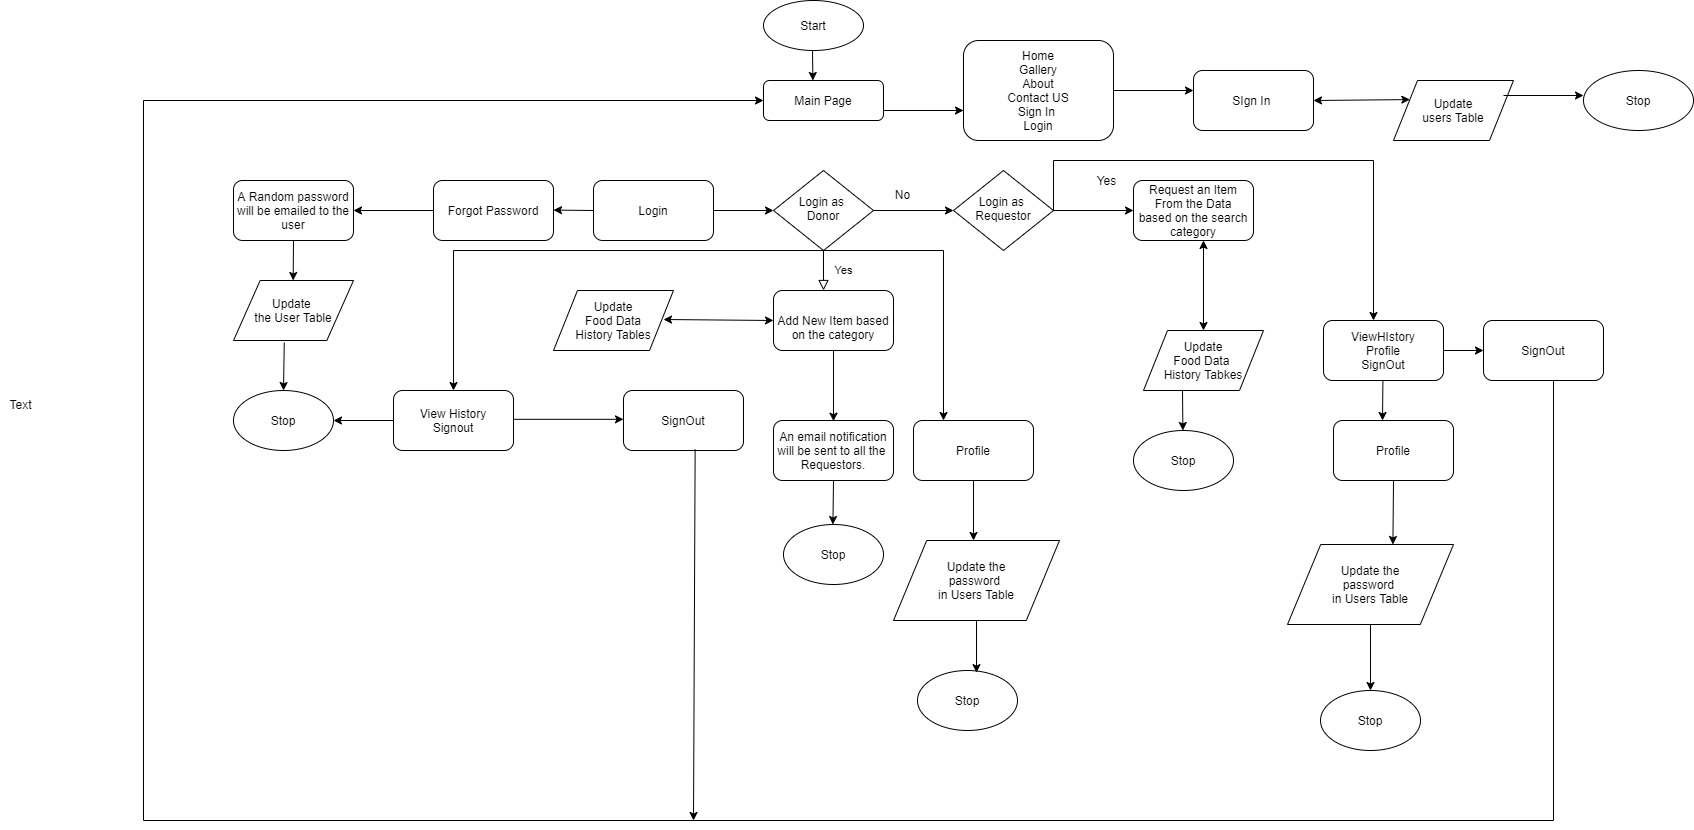 Start
Main Page
Home
Gallery
About
Contact US
Sign In
Login
SIgn In
Update
users Table
Stop
A Random password
will be emailed to the
user
Forgot Password
Login
Login as
Donor
No
Login as
Requestor
Yes
Request an Item
From the Data
based on the search
category
Yes
Update
the User Table
Update
Food Data
History Tables
Add New Item based
on the category
Update
Food Data
History Tabkes
ViewHIstory
Profile
SignOut
SignOut
Text
Stop
View History
Signout
SignOut
An email notification
will be sent to all the
Requestors.
Profile
Stop
Profile
Stop
Update the
password
in Users Table
Update the
password
in Users Table
Stop
Stop